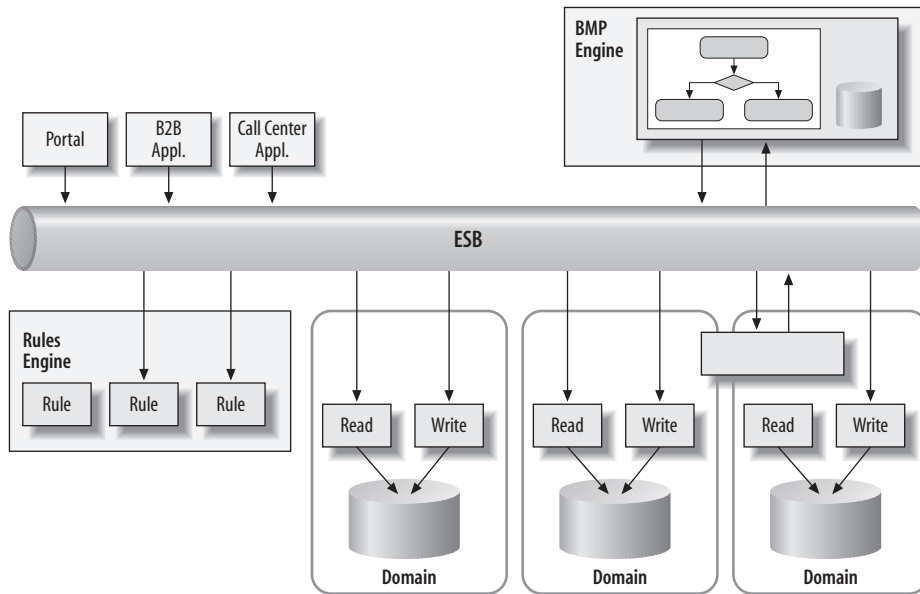 BMP
Engine
Portal
B2B
Appl.
Call Center
Appl.
ESB
Rules
Engine
Rule
Rule
Rule
Read
Write
Read
Write
Read
Write
Domain
Domain
Domain